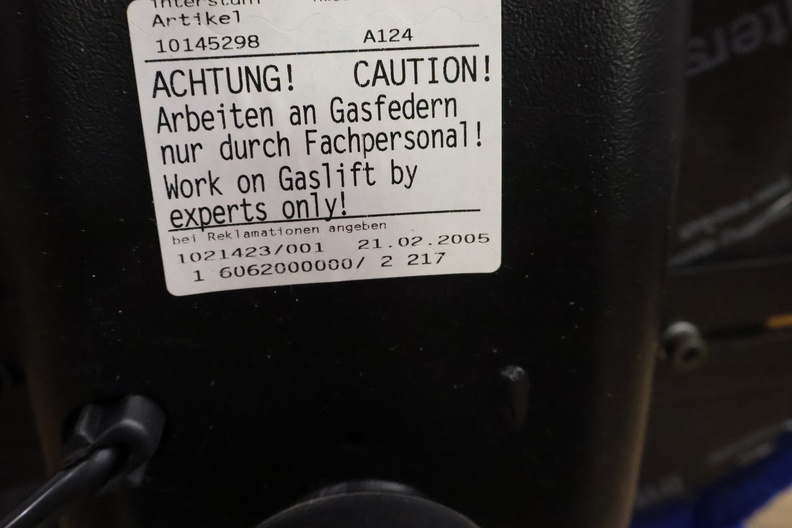 Artikel
10145298 A124
ACHTUNG! CAUTION!
Arbeiten an Gasfedern
nur durch Fachpersonal!
Work on Gaslift by
experts only!
bei Reklamationen angeben
1021423/001 21.02.2005
1 6062000000/ 2 217